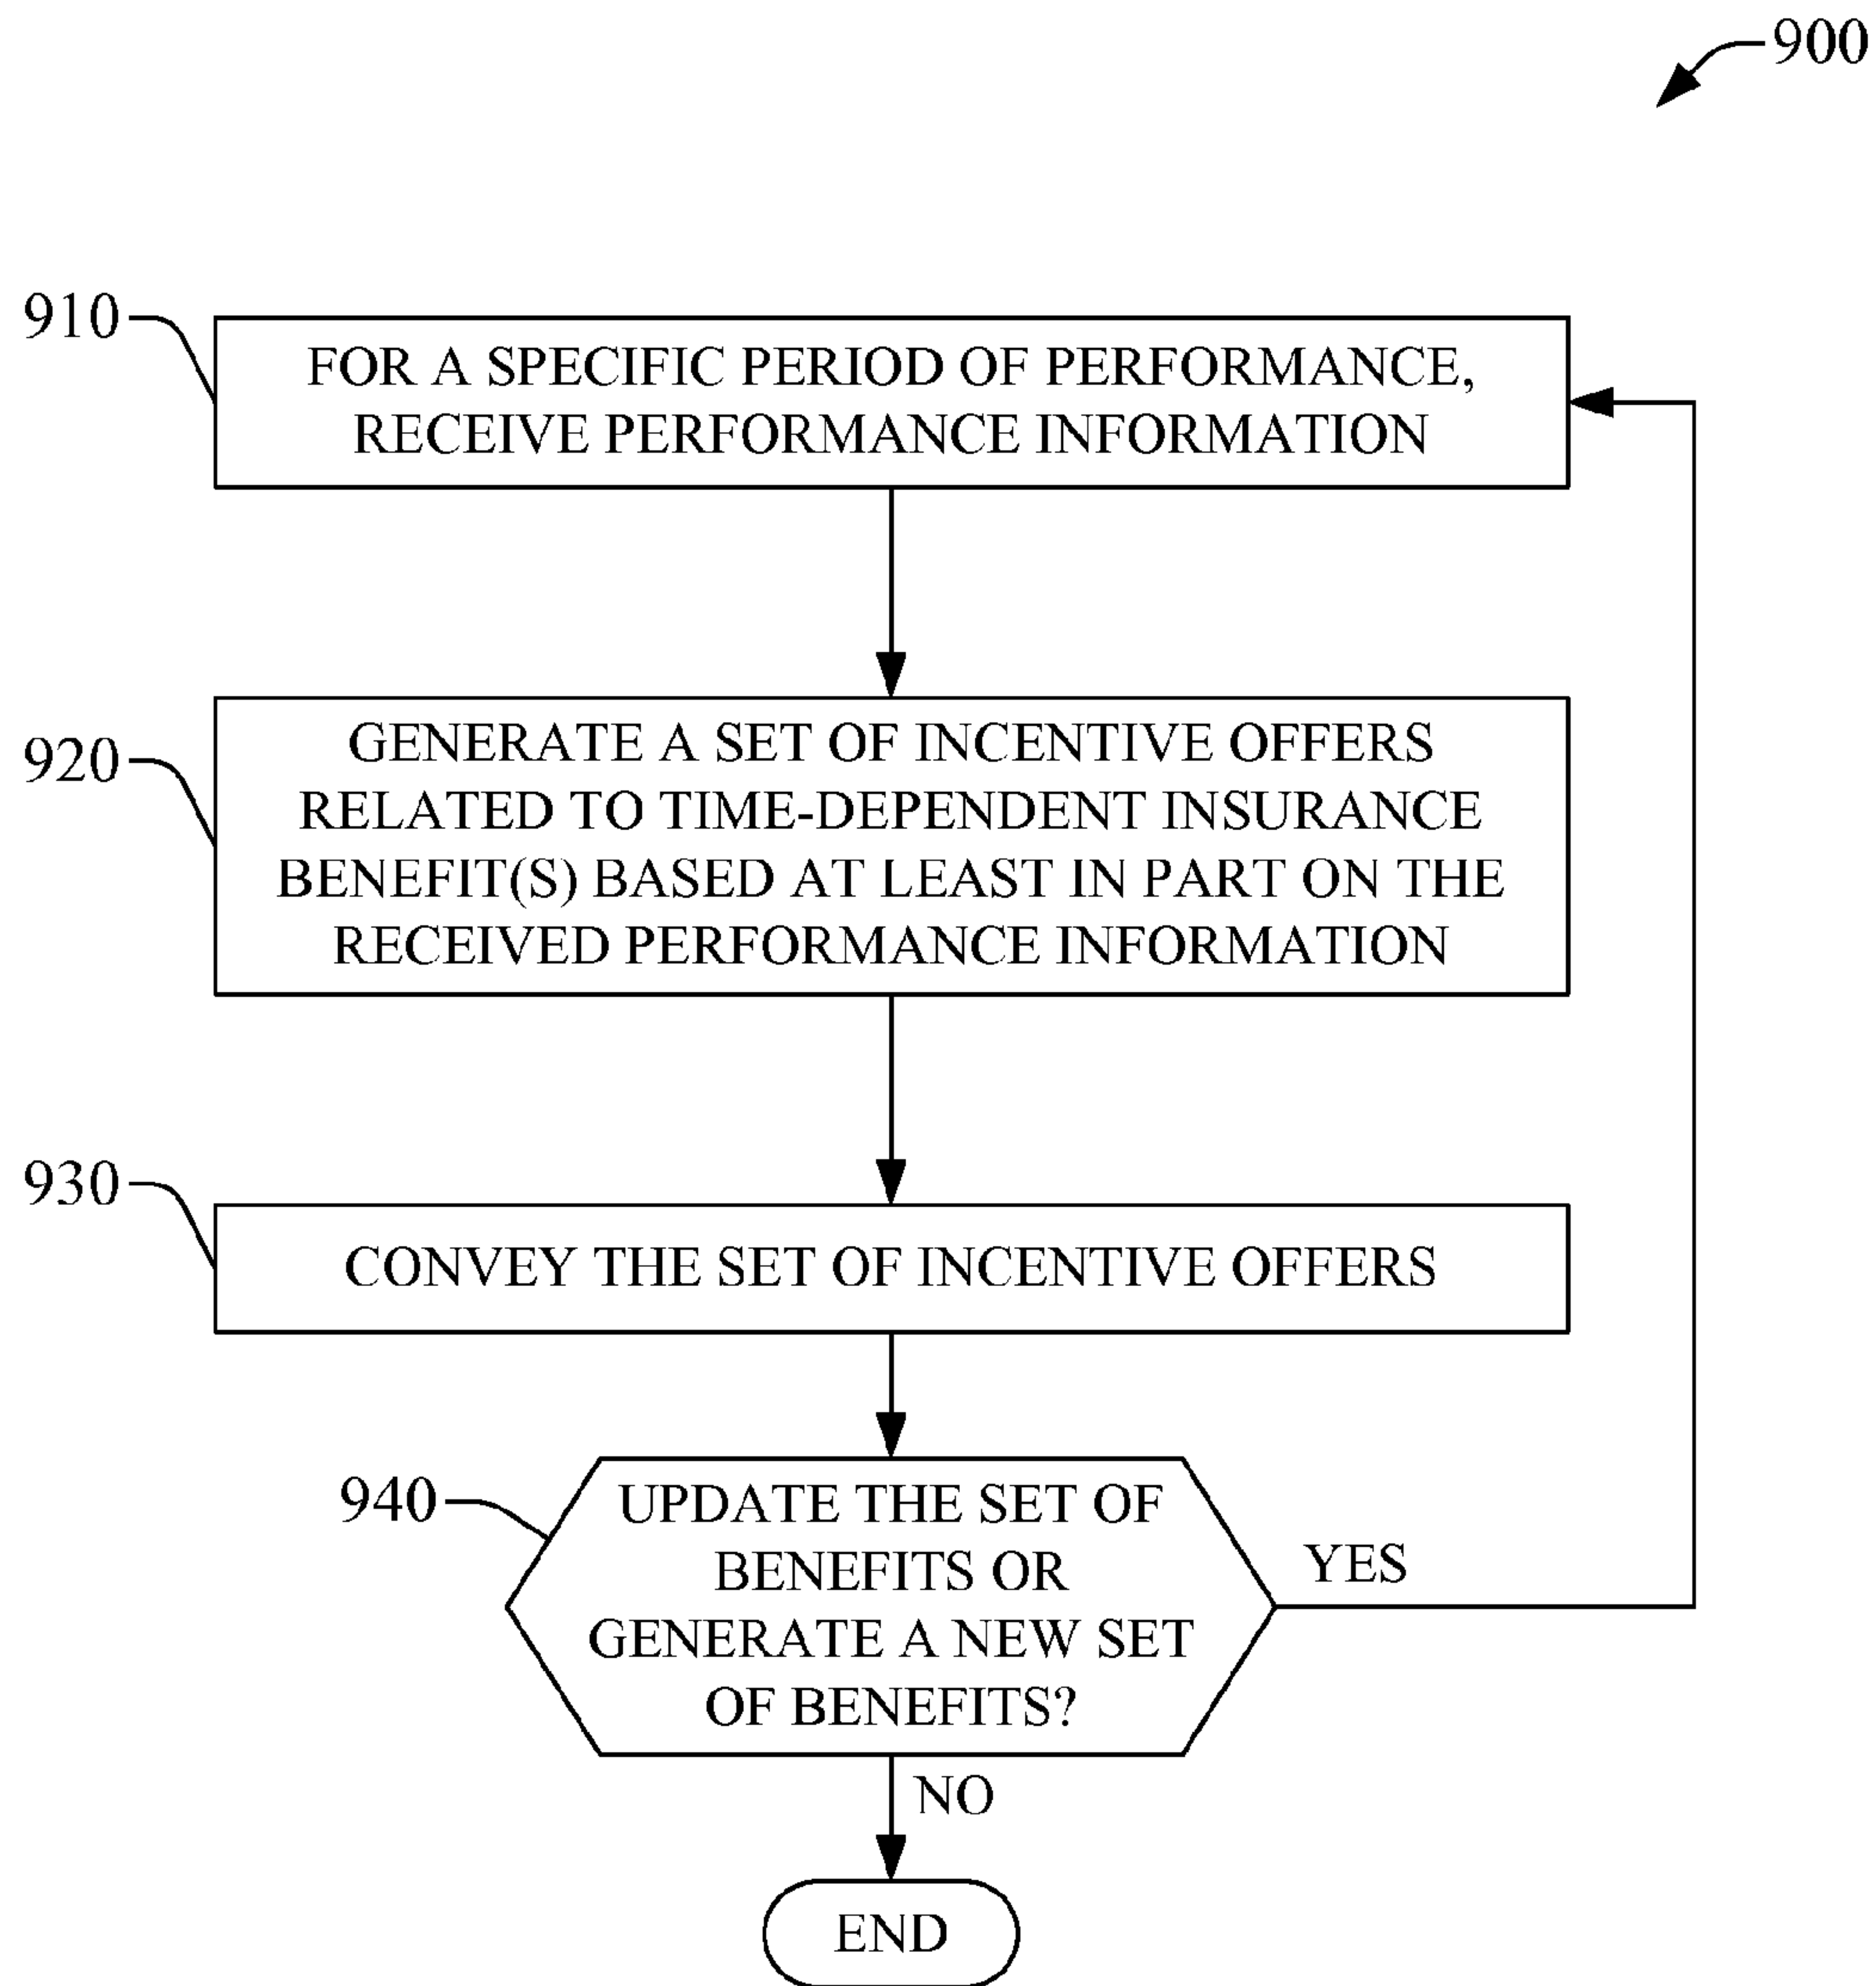 900
910
FOR A SPECIFIC PERIOD OF PERFORMANCE,
RECEIVE PERFORMANCE INFORMATION
920
GENERATE A SET OF INCENTIVE OFFERS
RELATED TO TIME-DEPENDENT INSURANCE
BENEFIT(S) BASED AT LEAST IN PART ON THE
RECEIVED PERFORMANCE INFORMATION
930
CONVEY THE SET OF INCENTIVE OFFERS
940
UPDATE THE SET OF
BENEFITS OR
GENERATE A NEW SET
OF BENEFITS?
YES
NO
END